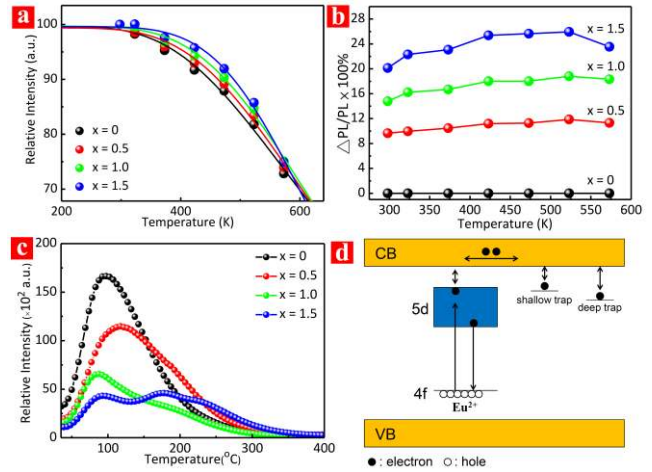 a
100
90
80
70
200
400
600
Relative Intensity (a.u.)
Temperature (K)
x = 0
x = 0.5
x = 1.0
x = 1.5
b
28
24
20
16
12
8
4
0
300
350
400
450
500
550
600
△PL/PL x 100%
Temperature (K)
x = 1.5
x = 1.0
x = 0.5
x = 0
c
200
150
100
50
0
100
200
300
400
Relative Intensity (×10² a.u.)
Temperature(°C)
x = 0
x = 0.5
x = 1.0
x = 1.5
d
CB
5d
shallow trap
deep trap
4f
Eu²⁺
VB
● : electron ○ : hole